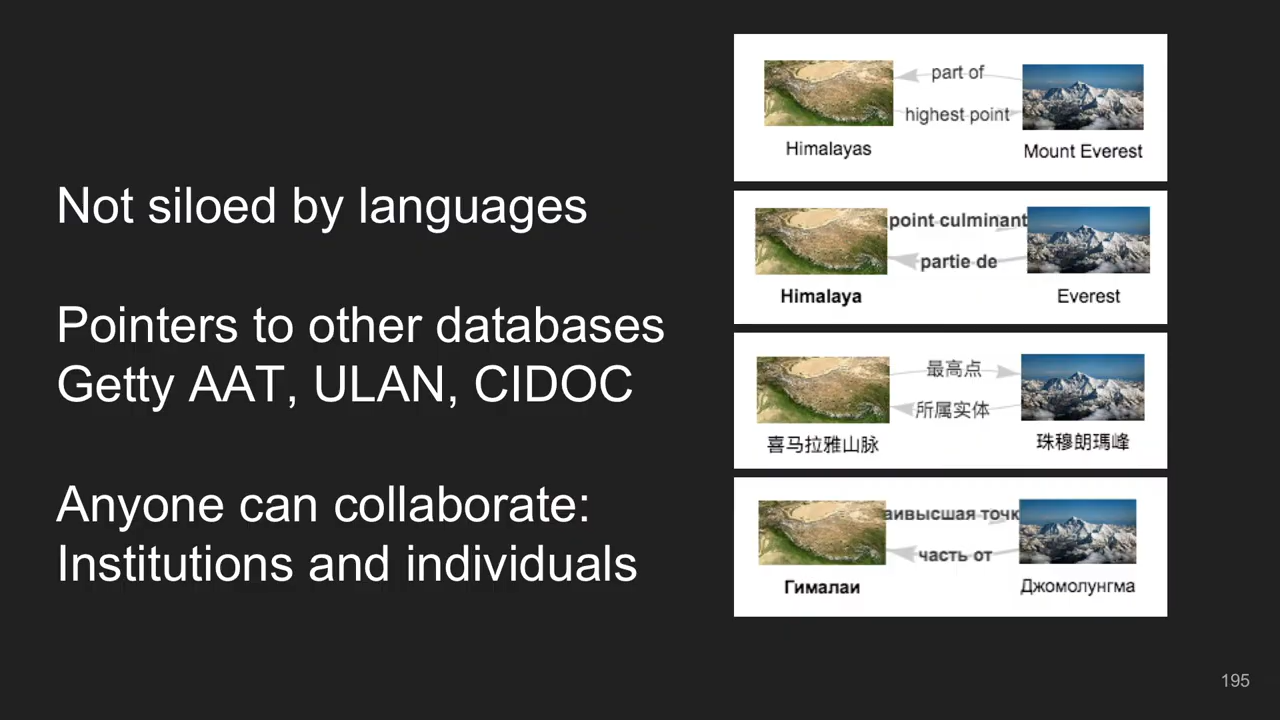 Not siloed by languages
Pointers to other databases
Getty AAT, ULAN, CIDOC
Anyone can collaborate:
Institutions and individuals
part of
highest point
Himalayas
Mount Everest
point culminant
partie de
Himalaya
Everest
最高点
所属实体
喜马拉雅山脉
珠穆朗瑪峰
аивысшая точк
часть от
Гималаи
Джомолунгма
195